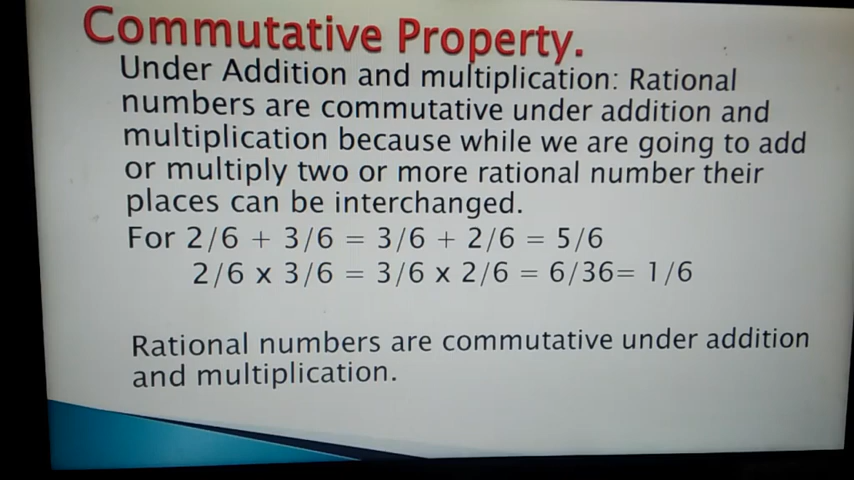 Commutative Property.
Under Addition and multiplication: Rational
numbers are commutative under addition and
multiplication because while we are going to add
or multiply two or more rational number their
places can be interchanged.
For 2/6 + 3/6 = 3/6 + 2/6 = 5/6
2/6 x 3/6 = 3/6 x 2/6 = 6/36= 1/6
Rational numbers are commutative under addition
and multiplication.